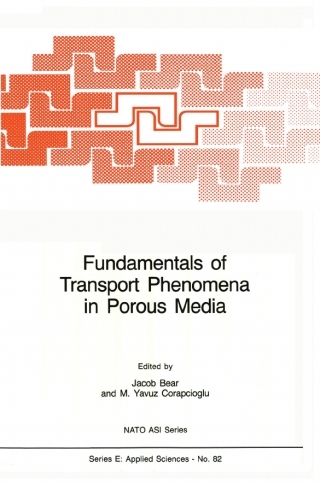 Fundamentals of
Transport Phenomena
in Porous Media
Edited by
Jacob Bear
and M. Yavuz Corapcioglu
NATO ASI Series
Series E: Applied Sciences - No. 82